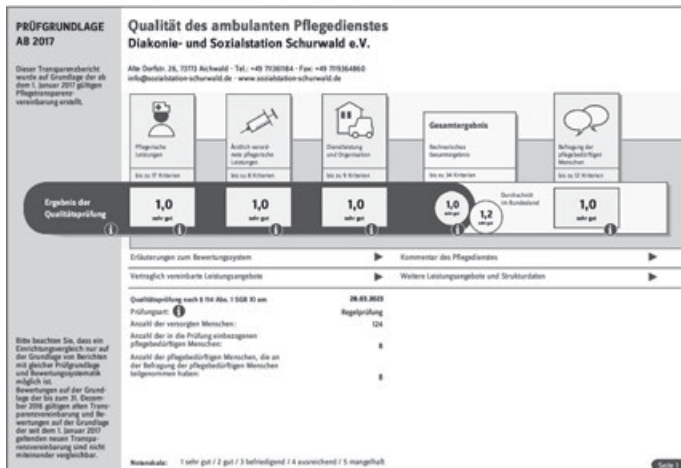 PRÜFGRUNDLAGE
AB 2017
Dieser Transparenzbericht
wurde auf Grundlage der ab
dem 1. Januar 2017 gültigen
Pflegetransparenz-
vereinbarung erstellt.
Qualität des ambulanten Pflegedienstes
Diakonie- und Sozialstation Schurwald e.V.
Alte Dorfstr. 26, 73773 Aichwald · Tel.: +49 711361184 · Fax: +49 7119364860
info@sozialstation-schurwald.de · www.sozialstation-schurwald.de
Pflegerische
Leistungen
bis zu 17 Kriterien
Ärztlich verord-
nete pflegerische
Leistungen
bis zu 8 Kriterien
Dienstleistung
und Organisation
bis zu 9 Kriterien
Gesamtergebnis
Rechnerisches
Gesamtergebnis
bis zu 34 Kriterien
Befragung der
pflegebedürftigen
Menschen
bis zu 12 Kriterien
Ergebnis der
Qualitätsprüfung
1,0
sehr gut
1,0
sehr gut
1,0
sehr gut
1,0
sehr gut
1,2
sehr gut
Durchschnitt
im Bundesland
1,0
sehr gut
Erläuterungen zum Bewertungssystem
Kommentar des Pflegedienstes
Vertraglich vereinbarte Leistungsangebote
Weitere Leistungsangebote und Strukturdaten
Qualitätsprüfung nach § 114 Abs. 1 SGB XI am 28.03.2023
Prüfungsart: Regelprüfung
Anzahl der versorgten Menschen: 124
Anzahl der in die Prüfung einbezogenen
pflegebedürftigen Menschen: 8
Anzahl der pflegebedürftigen Menschen, die an
der Befragung der pflegebedürftigen Menschen
teilgenommen haben: 8
Bitte beachten Sie, dass ein
Einrichtungsvergleich nur auf
der Grundlage von Berichten
mit gleicher Prüfgrundlage
und Bewertungssystematik
möglich ist.
Bewertungen auf der Grund-
lage der bis zum 31. Dezem-
ber 2016 gültigen alten Trans-
parenzvereinbarung und Be-
wertungen auf der Grundlage
der seit dem 1. Januar 2017
geltenden neuen Transpa-
renzvereinbarung sind nicht
miteinander vergleichbar.
Notenskala: 1 sehr gut / 2 gut / 3 befriedigend / 4 ausreichend / 5 mangelhaft
Seite 1